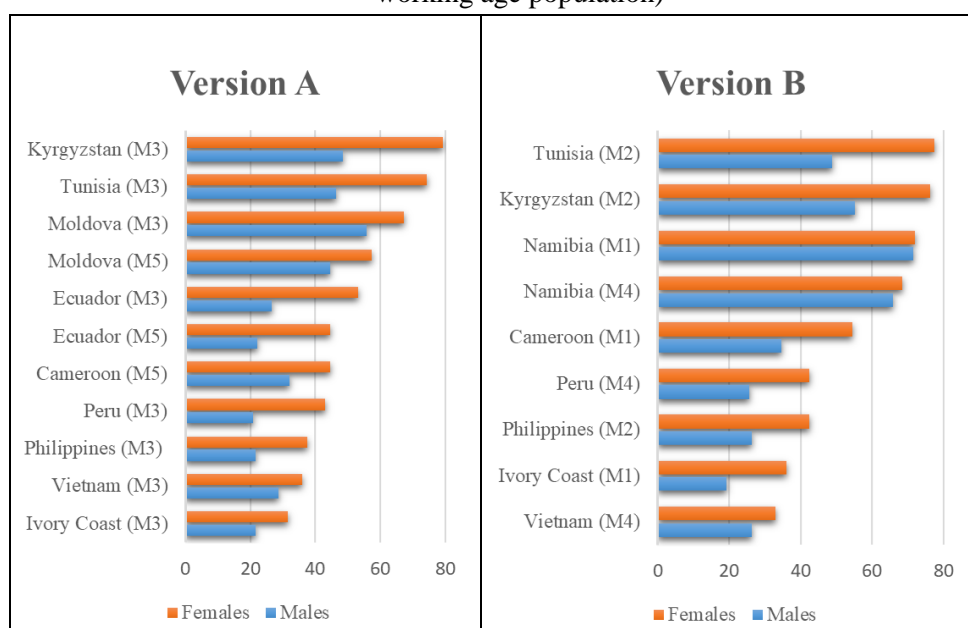 working age population)
Version A
Kyrgyzstan (M3)
Tunisia (M3)
Moldova (M3)
Moldova (M5)
Ecuador (M3)
Ecuador (M5)
Cameroon (M5)
Peru (M3)
Philippines (M3)
Vietnam (M3)
Ivory Coast (M3)
0 20 40 60 80
Females Males
Version B
Tunisia (M2)
Kyrgyzstan (M2)
Namibia (M1)
Namibia (M4)
Cameroon (M1)
Peru (M4)
Philippines (M2)
Ivory Coast (M1)
Vietnam (M4)
0 20 40 60 80
Females Males